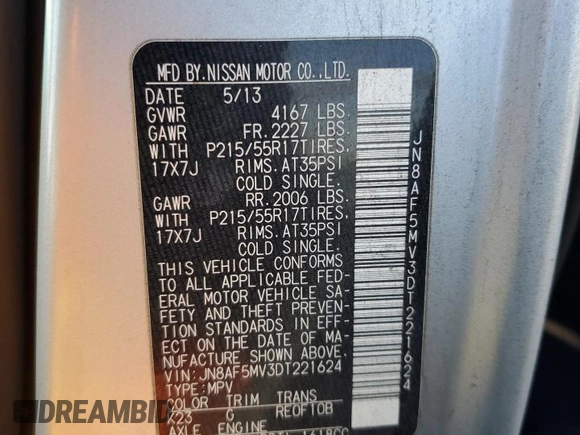 MFD BY. NISSAN MOTOR CO., LTD.
DATE 5/13
GVWR 4167 LBS.
GAWR FR. 2227 LBS.
WITH P215/55R17TIRES.
17X7J RIMS. AT35PSI
COLD SINGLE.
GAWR RR. 2006 LBS.
WITH P215/55R17TIRES.
17X7J RIMS. AT35PSI
COLD SINGLE.
THIS VEHICLE CONFORMS
TO ALL APPLICABLE FED-
ERAL MOTOR VEHICLE SA-
FETY AND THEFT PREVEN-
TION STANDARDS IN EFF-
ECT ON THE DATE OF MA-
NUFACTURE SHOWN ABOVE.
VIN: JN8AF5MV3DT221624
TYPE: MPV
COLOR TRIM TRANS
K23 G RE0F10B
AXLE ENGINE
1618CC
JN8AF5MV3DT221624
DREAMBID